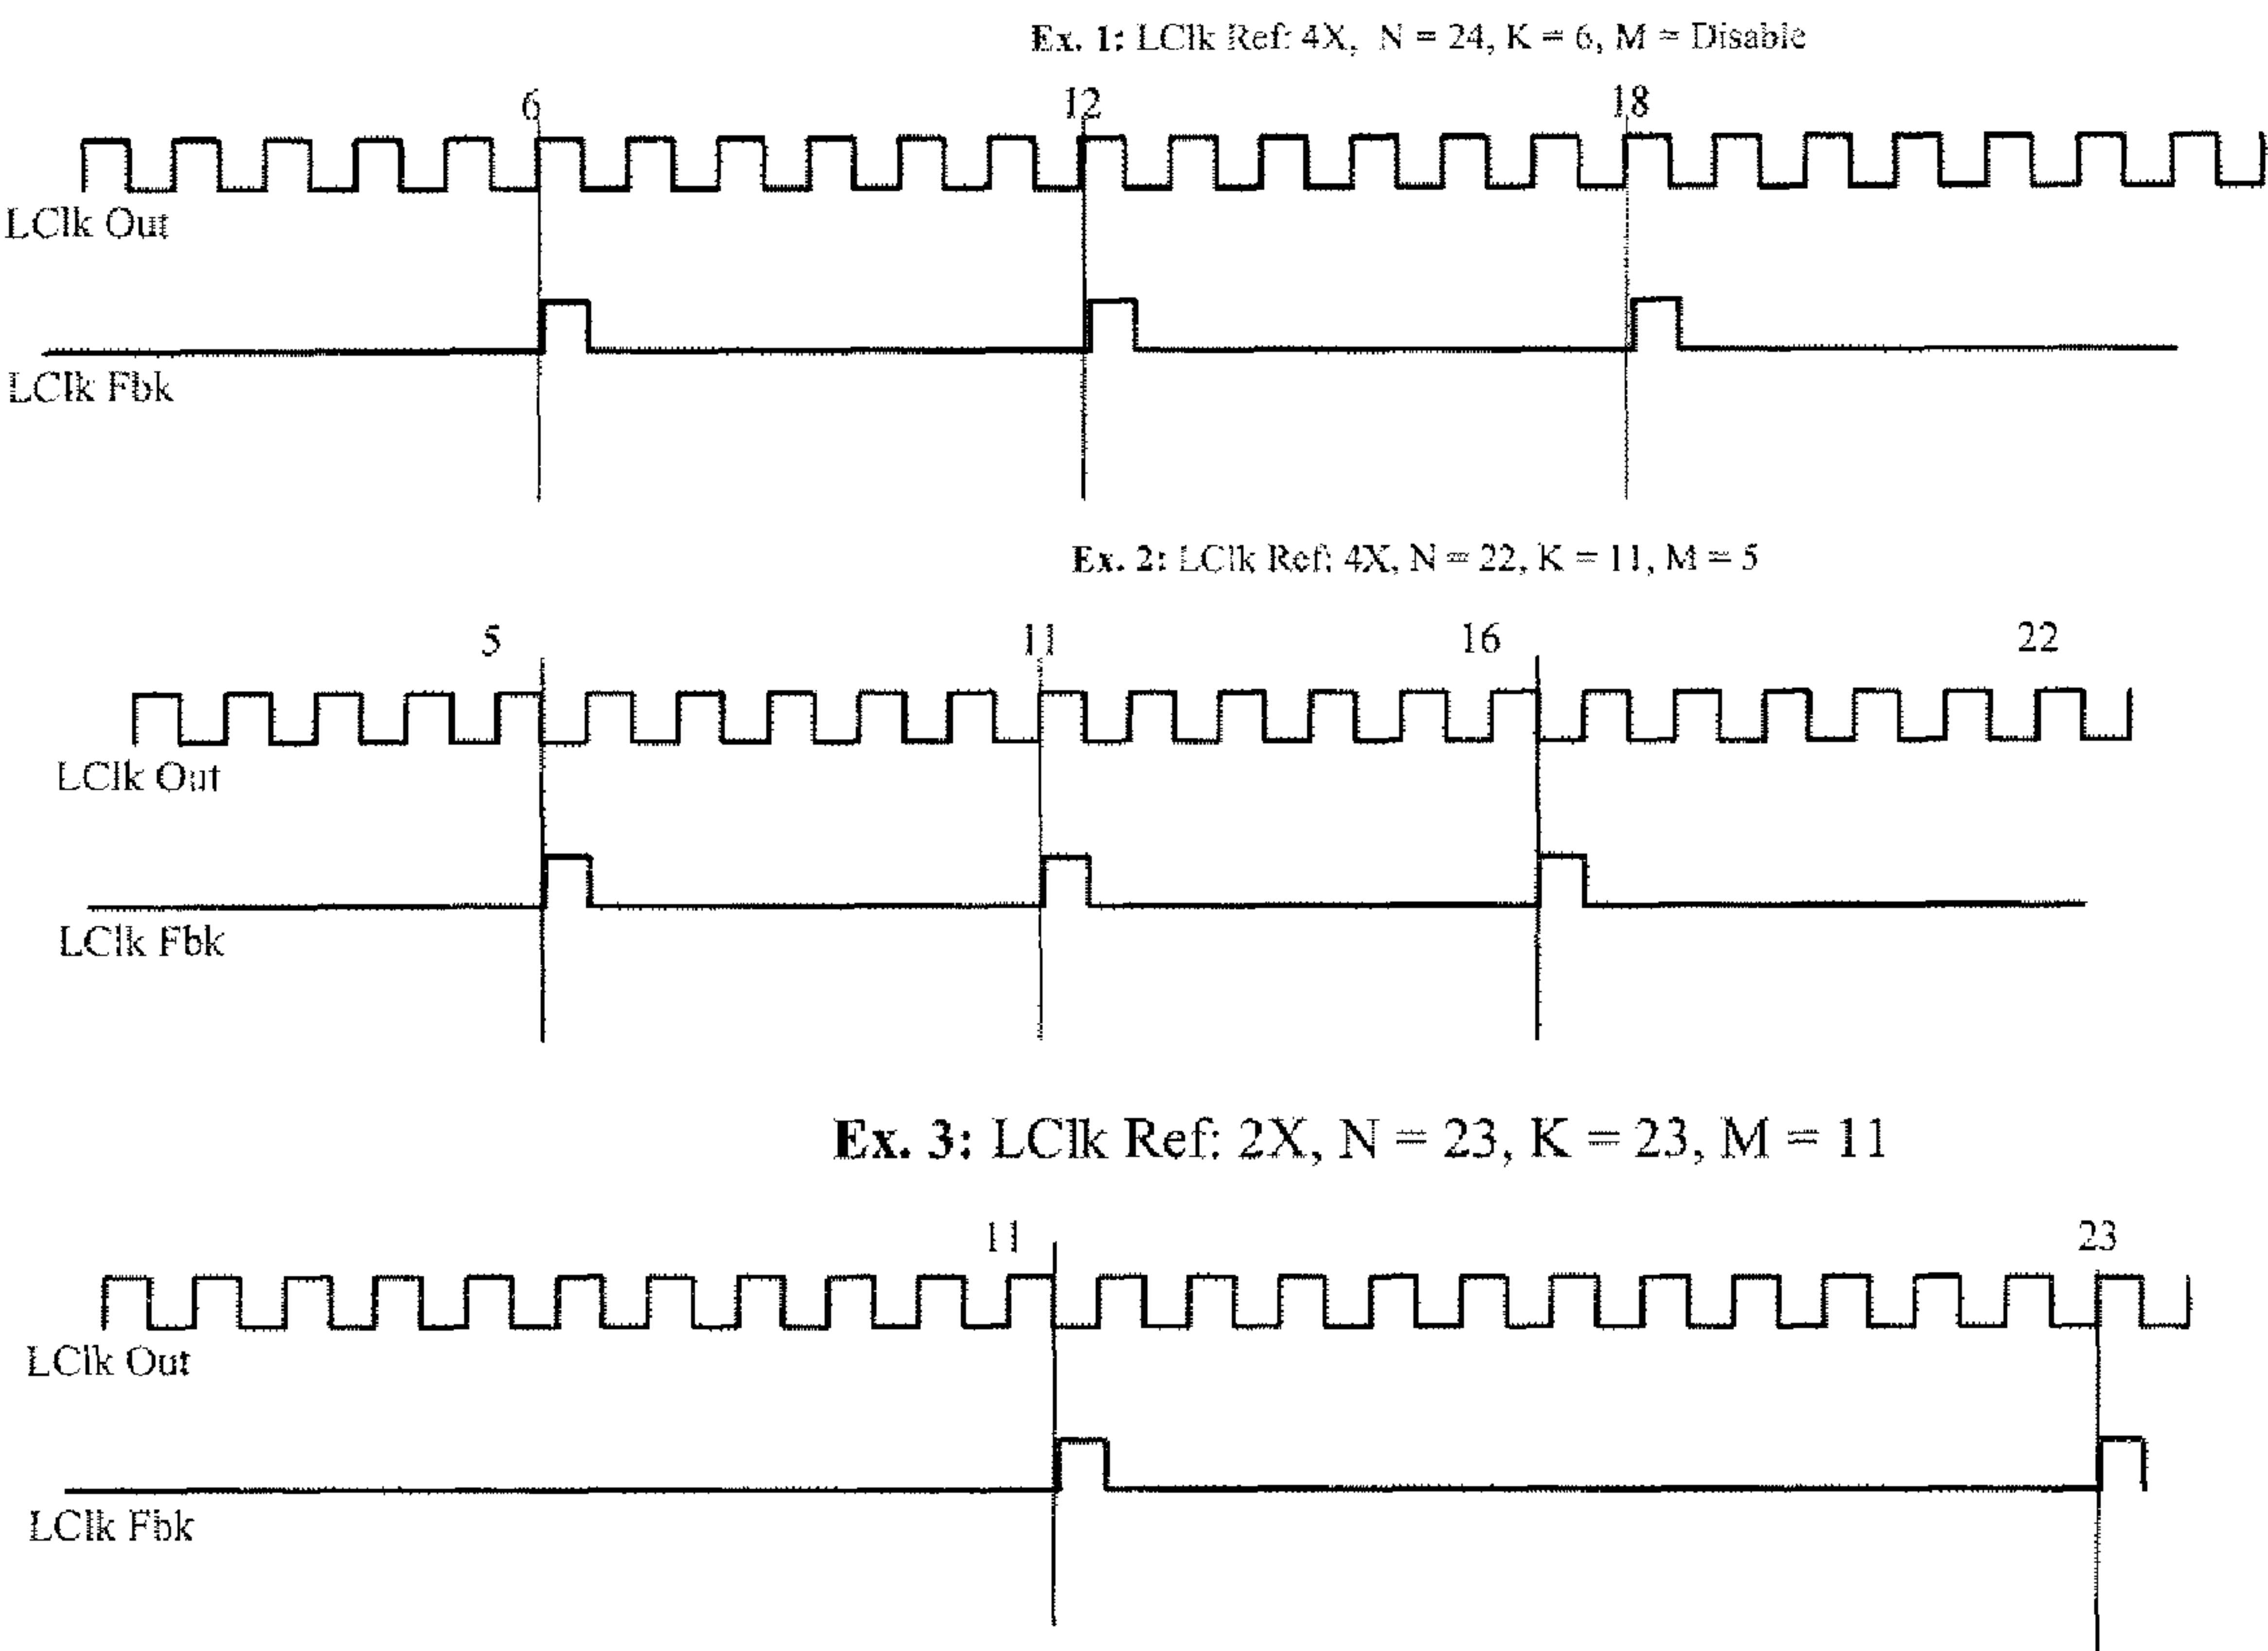 Ex. 1: LClk Ref: 4X, N = 24, K = 6, M = Disable
6 12 18
LClk Out
LClk Fbk
Ex. 2: LClk Ref: 4X, N = 22, K = 11, M = 5
5 11 16 22
LClk Out
LClk Fbk
Ex. 3: LClk Ref: 2X, N = 23, K = 23, M = 11
11 23
LClk Out
LClk Fbk